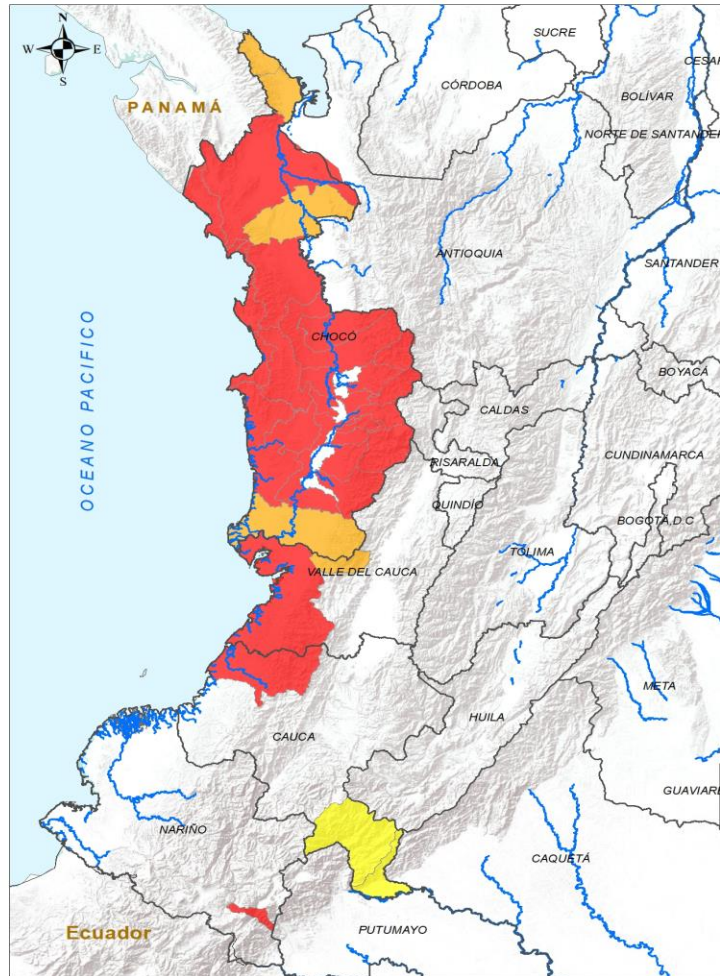 N
W E
S
PANAMÁ
SUCRE
CÓRDOBA
CESAR
BOLÍVAR
NORTE DE SANTANDER
ANTIOQUIA
SANTANDER
OCEANO PACIFICO
CHOCÓ
BOYACÁ
CALDAS
CUNDINAMARCA
RISARALDA
QUINDÍO
BOGOTÁ, D.C
TOLIMA
VALLE DEL CAUCA
META
HUILA
CAUCA
GUAVIARE
NARIÑO
CAQUETÁ
PUTUMAYO
Ecuador